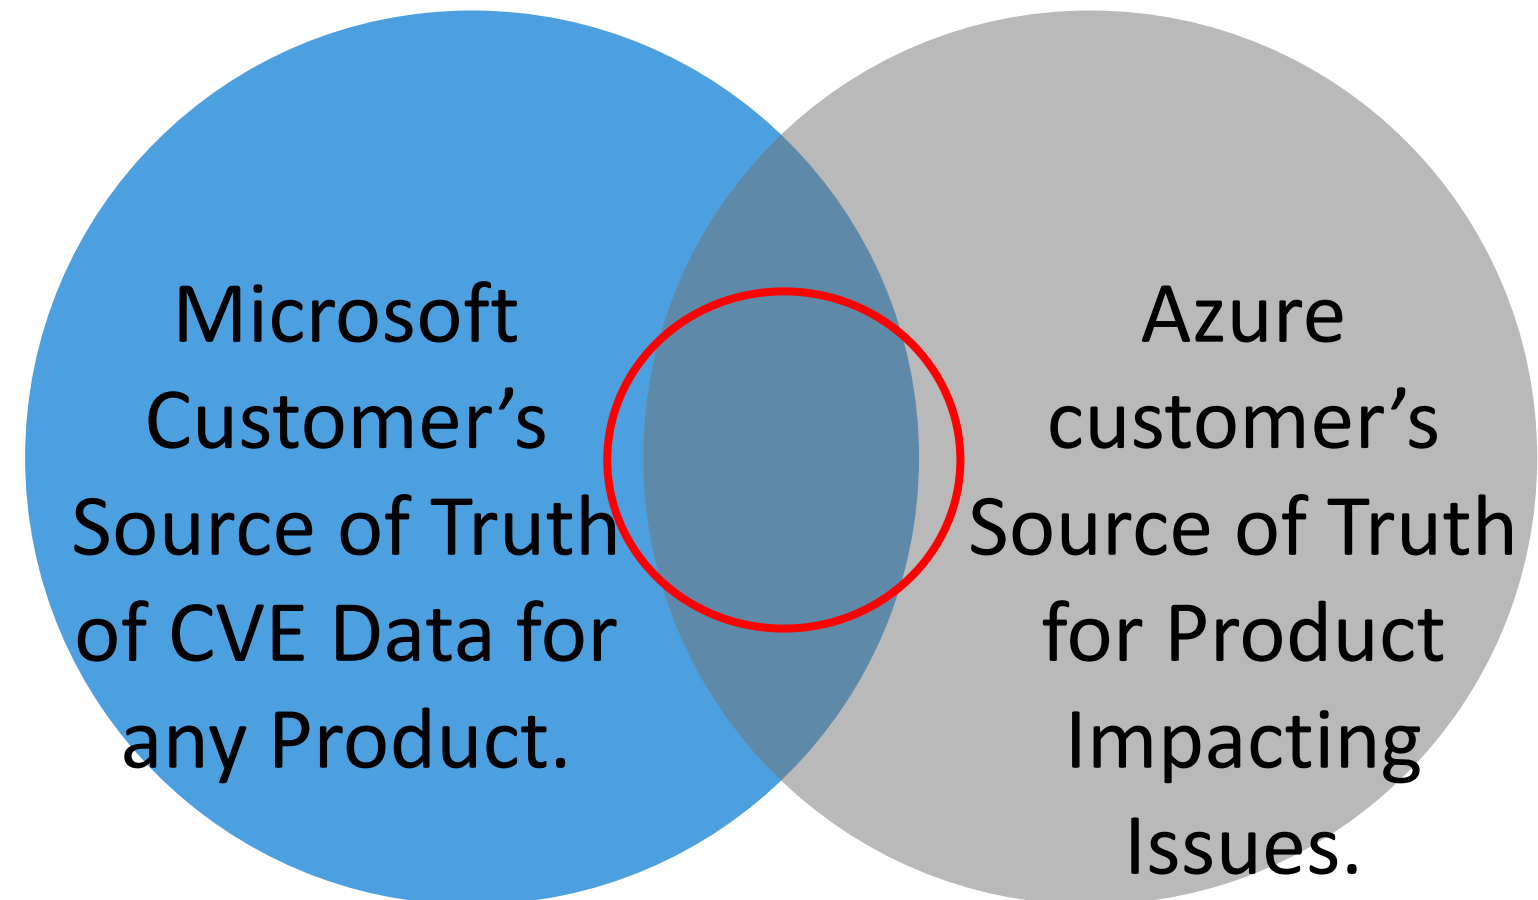 Microsoft
Customer’s
Source of Truth
of CVE Data for
any Product.
Azure
customer’s
Source of Truth
for Product
Impacting
Issues.